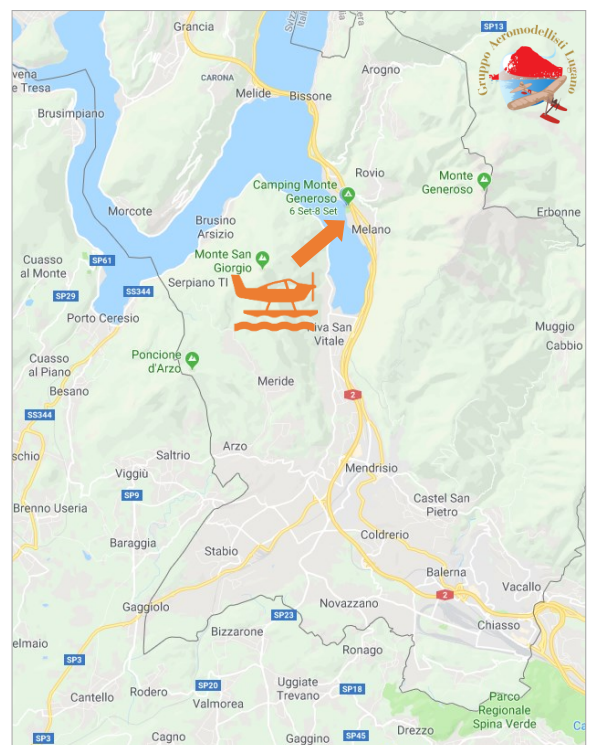 Grancia
SP13
Gruppo Aeromodellisti Lugano
Svizz
Itali
vena
e Tresa
CARONA
Arogno
Melide
Bissone
Brusimpiano
Rovio
Camping Monte
Generoso
6 Set-8 Set
Monte
Generoso
Morcote
Erbonne
Brusino
Arsizio
Melano
Cuasso
al Monte
SP61
Monte San
Giorgio
Serpiano TI
SP29
SS344
Porto Ceresio
iva San
Vitale
Muggio
Cabbio
Cuasso
al Piano
Poncione
d'Arzo
Besano
Meride
2
SS344
Arzo
schio
Saltrio
Mendrisio
Viggiù
SP9
Castel San
Pietro
Brenno Useria
Baraggia
Coldrerio
Stabio
Balerna
Vacallo
2
Gaggiolo
Novazzano
SP23
Chiasso
Bizzarone
elmaio
Ronago
SP3
Cantello
Rodero
SP20
Valmorea
Uggiate
Trevano
SP18
Parco
Regionale
Spina Verde
SP3
Cagno
Gaggino
SP45
Drezzo
Ca